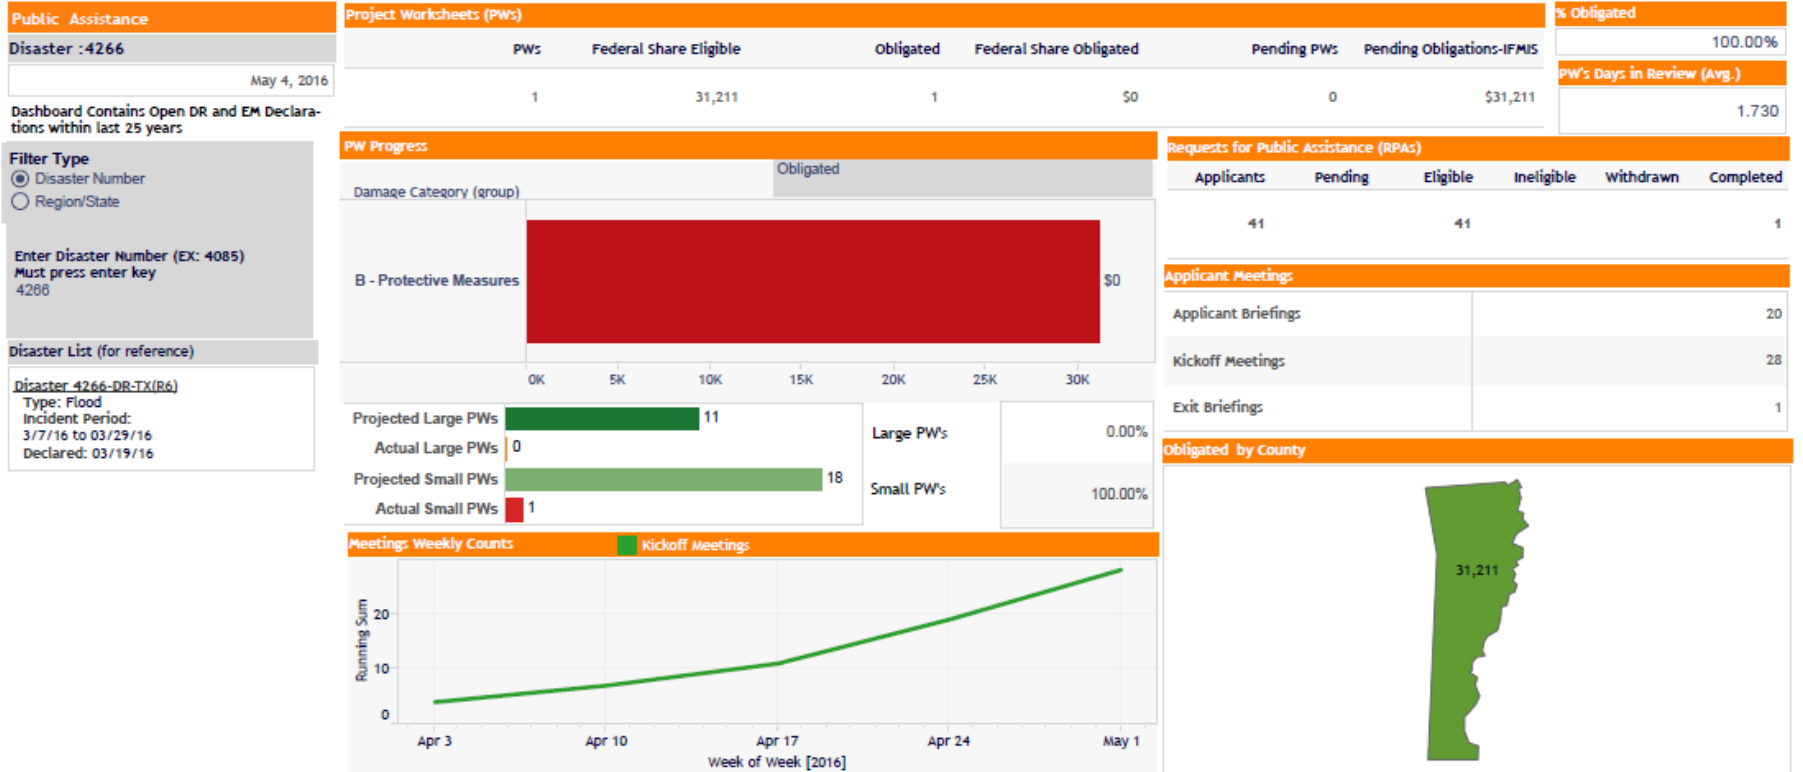 Public Assistance
Disaster :4266
May 4, 2016
Dashboard Contains Open DR and EM Declara-
tions within last 25 years
Filter Type
Disaster Number
Region/State
Enter Disaster Number (EX: 4085)
Must press enter key
4266
Disaster List (for reference)
Disaster 4266-DR-TX(R6)
Type: Flood
Incident Period:
3/7/16 to 03/29/16
Declared: 03/19/16
Project Worksheets (PWs)
PWs Federal Share Eligible Obligated Federal Share Obligated Pending PWs Pending Obligations-IFMIS
1 31,211 1 $0 0 $31,211
% Obligated
100.00%
PW's Days in Review (Avg.)
1.730
PW Progress
Obligated
Damage Category (group)
B - Protective Measures $0
0K 5K 10K 15K 20K 25K 30K
Projected Large PWs 11
Actual Large PWs 0
Projected Small PWs 18
Actual Small PWs 1
Large PW's 0.00%
Small PW's 100.00%
Meetings Weekly Counts Kickoff Meetings
Running Sum
20
10
0
Apr 3 Apr 10 Apr 17 Apr 24 May 1
Week of Week [2016]
Requests for Public Assistance (RPAs)
Applicants Pending Eligible Ineligible Withdrawn Completed
41 41 1
Applicant Meetings
Applicant Briefings 20
Kickoff Meetings 28
Exit Briefings 1
Obligated by County
31,211